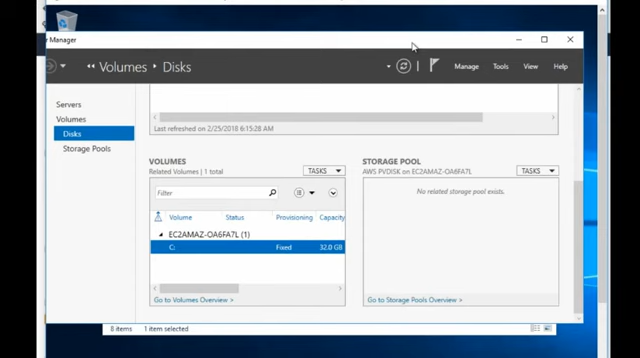 Manager
Volumes
Disks
Manage
Tools
View
Help
Servers
Volumes
Disks
Storage Pools
Last refreshed on 2/25/2018 6:15:28 AM
VOLUMES
Related Volumes | 1 total
TASKS
Filter
Volume
Status
Provisioning
Capacity
EC2AMAZ-OA6FA7L (1)
C:
Fixed
32.0 GB
Go to Volumes Overview >
STORAGE POOL
AWS PVDISK on EC2AMAZ-OA6FA7L
TASKS
No related storage pool exists.
Go to Storage Pools Overview >
8 items
1 item selected